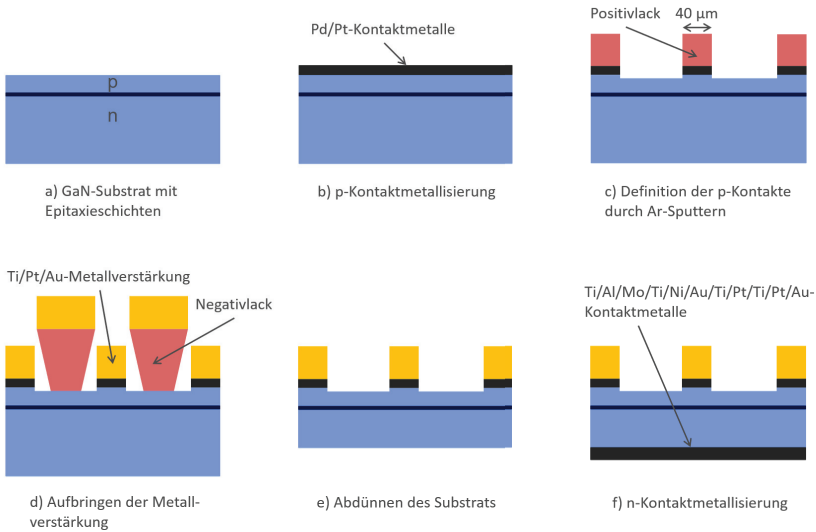 Pd/Pt-Kontaktmetalle
Positivlack
40 µm
p
n
a) GaN-Substrat mit
Epitaxieschichten
b) p-Kontaktmetallisierung
c) Definition der p-Kontakte
durch Ar-Sputtern
Ti/Pt/Au-Metallverstärkung
Negativlack
Ti/Al/Mo/Ti/Ni/Au/Ti/Pt/Ti/Pt/Au-
Kontaktmetalle
d) Aufbringen der Metall-
verstärkung
e) Abdünnen des Substrats
f) n-Kontaktmetallisierung